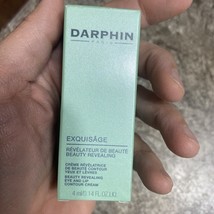 DARPHIN
PARIS
EXQUISÂGE
RÉVÉLATEUR DE BEAUTÉ
BEAUTY REVEALING
CRÈME RÉVÉLATRICE
DE BEAUTÉ CONTOUR
YEUX ET LÈVRES
BEAUTY REVEALING
EYE AND LIP
CONTOUR CREAM